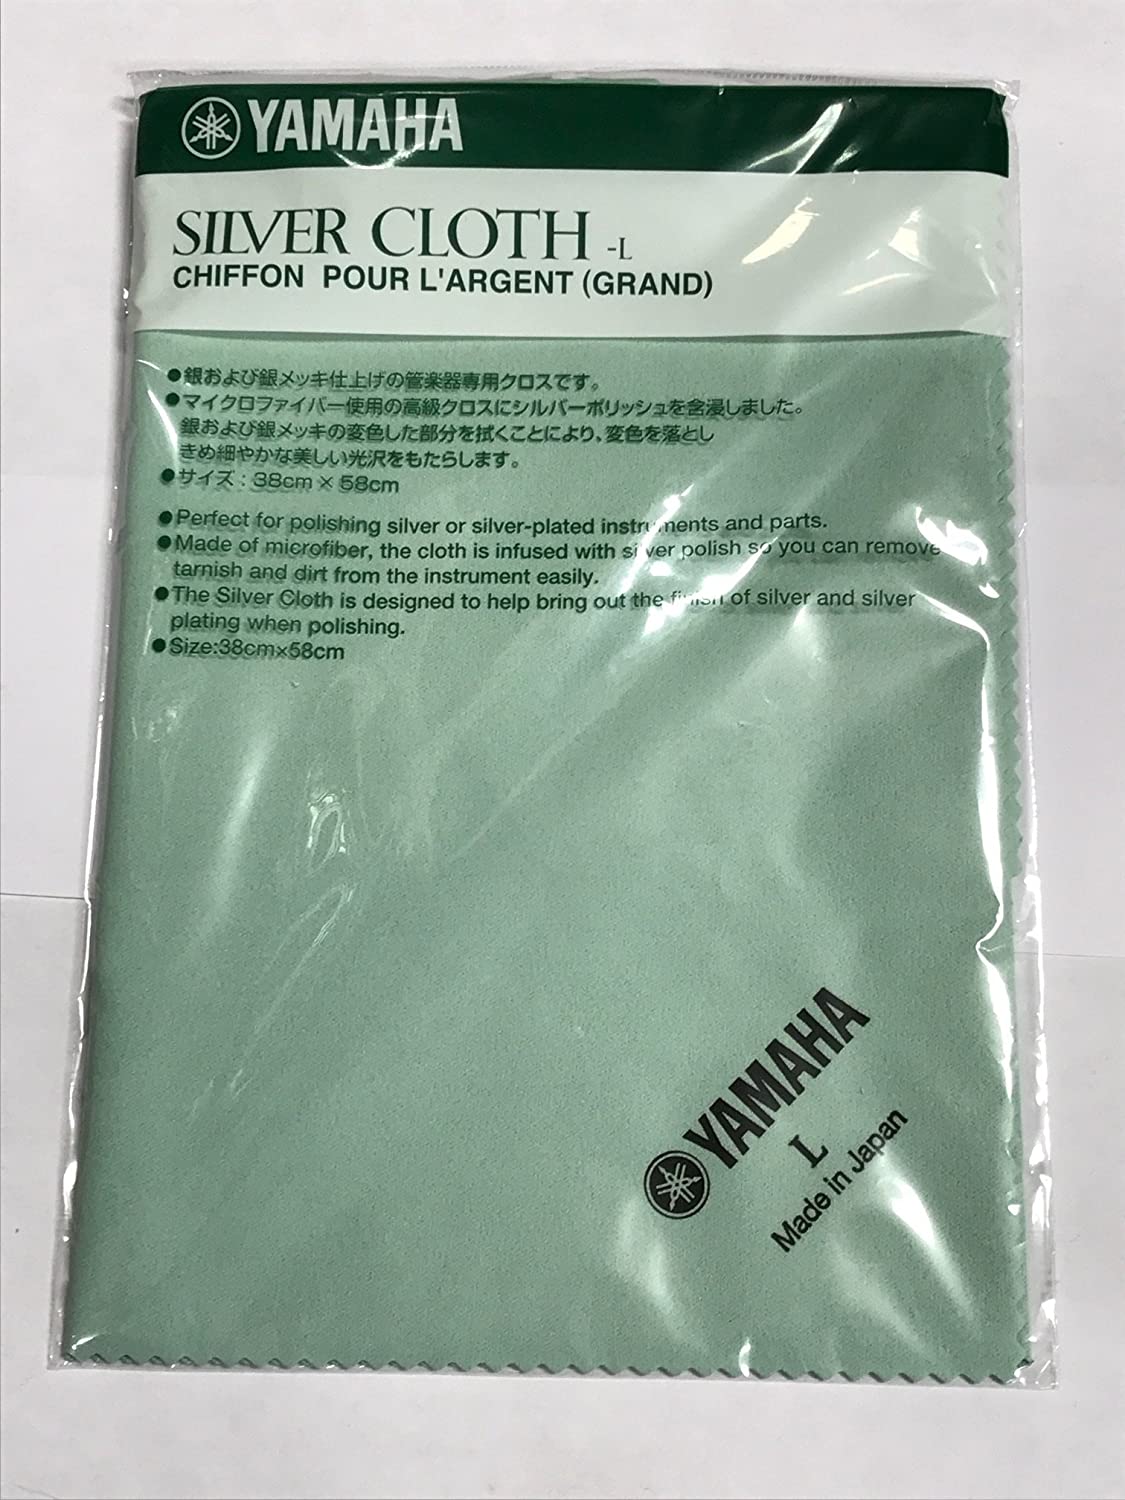 YAMAHA
SILVER CLOTH -L
CHIFFON POUR L'ARGENT (GRAND)
●銀および銀メッキ仕上げの管楽器専用クロスです。
●マイクロファイバー使用の高級クロスにシルバーポリッシュを含浸しました。
銀および銀メッキの変色した部分を拭くことにより、変色を落とし
きめ細やかな美しい光沢をもたらします。
●サイズ：38cm×58cm
●Perfect for polishing silver or silver-plated instruments and parts.
●Made of microfiber, the cloth is infused with silver polish so you can remove
tarnish and dirt from the instrument easily.
●The Silver Cloth is designed to help bring out the finish of silver and silver
plating when polishing.
●Size:38cm×58cm
YAMAHA
L
Made in Japan